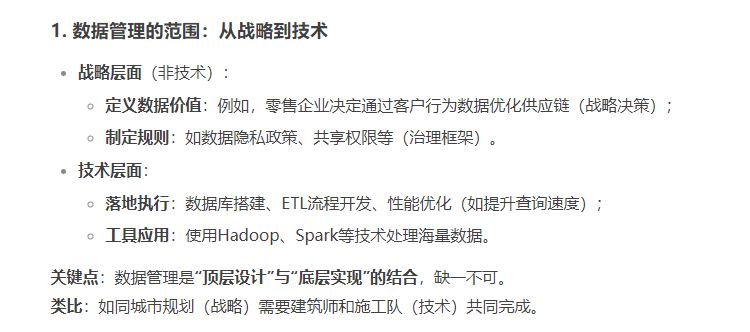 1. 数据管理的范围：从战略到技术
• 战略层面（非技术）：
◦ 定义数据价值：例如，零售企业决定通过客户行为数据优化供应链（战略决策）；
◦ 制定规则：如数据隐私政策、共享权限等（治理框架）。
• 技术层面：
◦ 落地执行：数据库搭建、ETL流程开发、性能优化（如提升查询速度）；
◦ 工具应用：使用Hadoop、Spark等技术处理海量数据。
关键点：数据管理是“顶层设计”与“底层实现”的结合，缺一不可。
类比：如同城市规划（战略）需要建筑师和施工队（技术）共同完成。